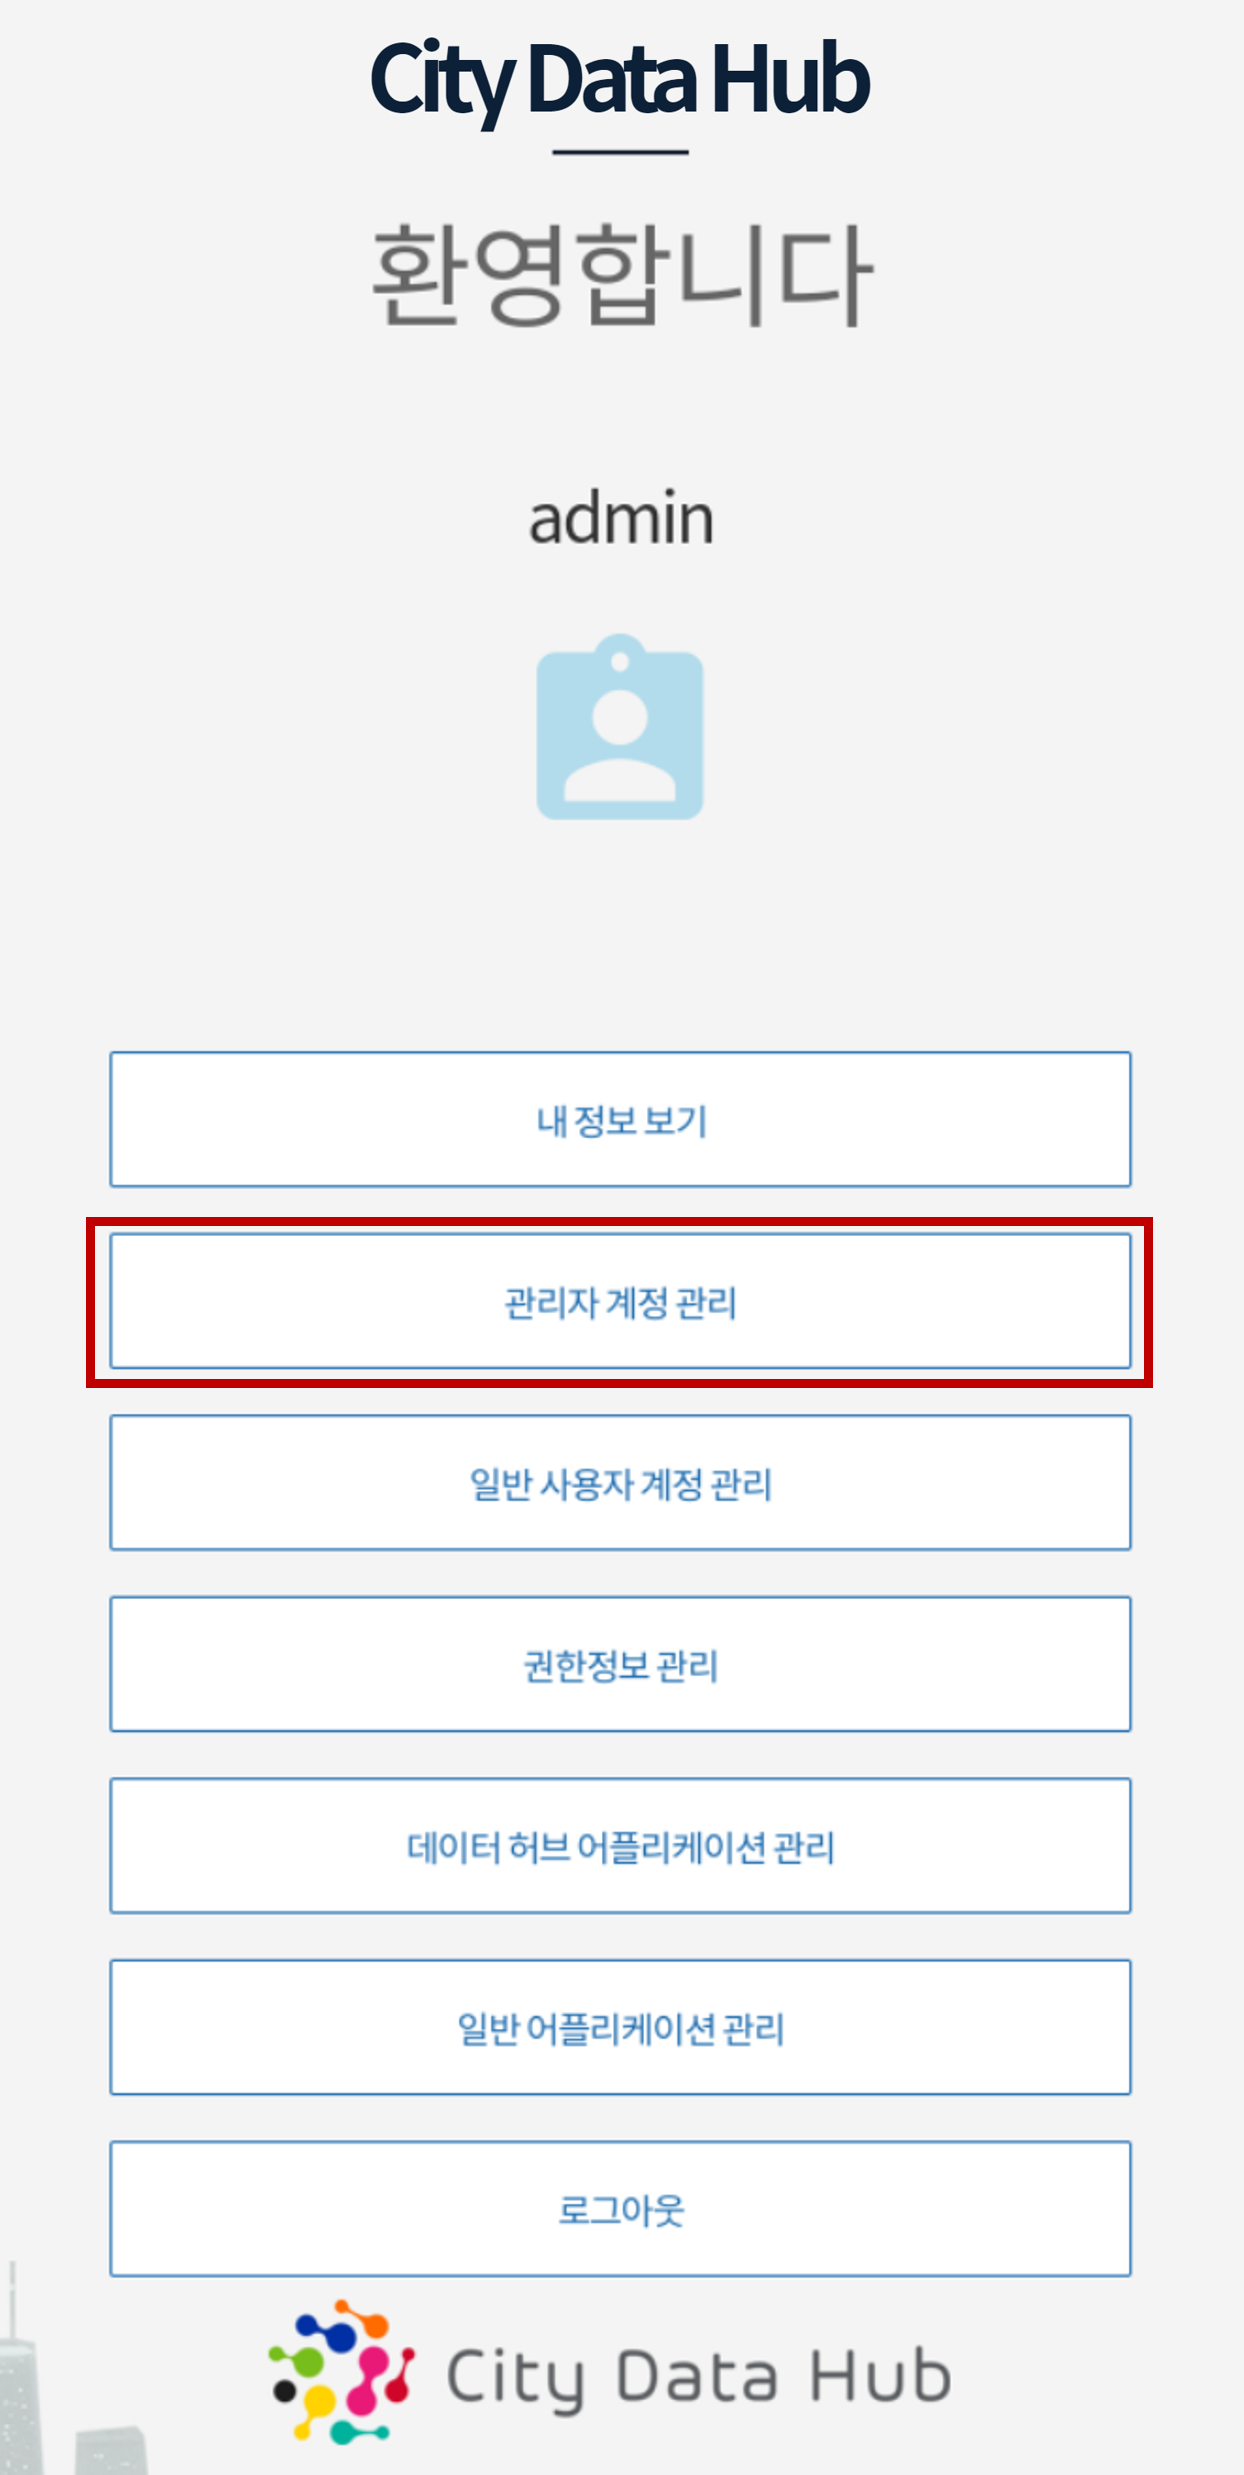 City Data Hub
환영합니다
admin
내 정보 보기
관리자 계정 관리
일반 사용자 계정 관리
권한정보 관리
데이터 허브 어플리케이션 관리
일반 어플리케이션 관리
로그아웃
City Data Hub